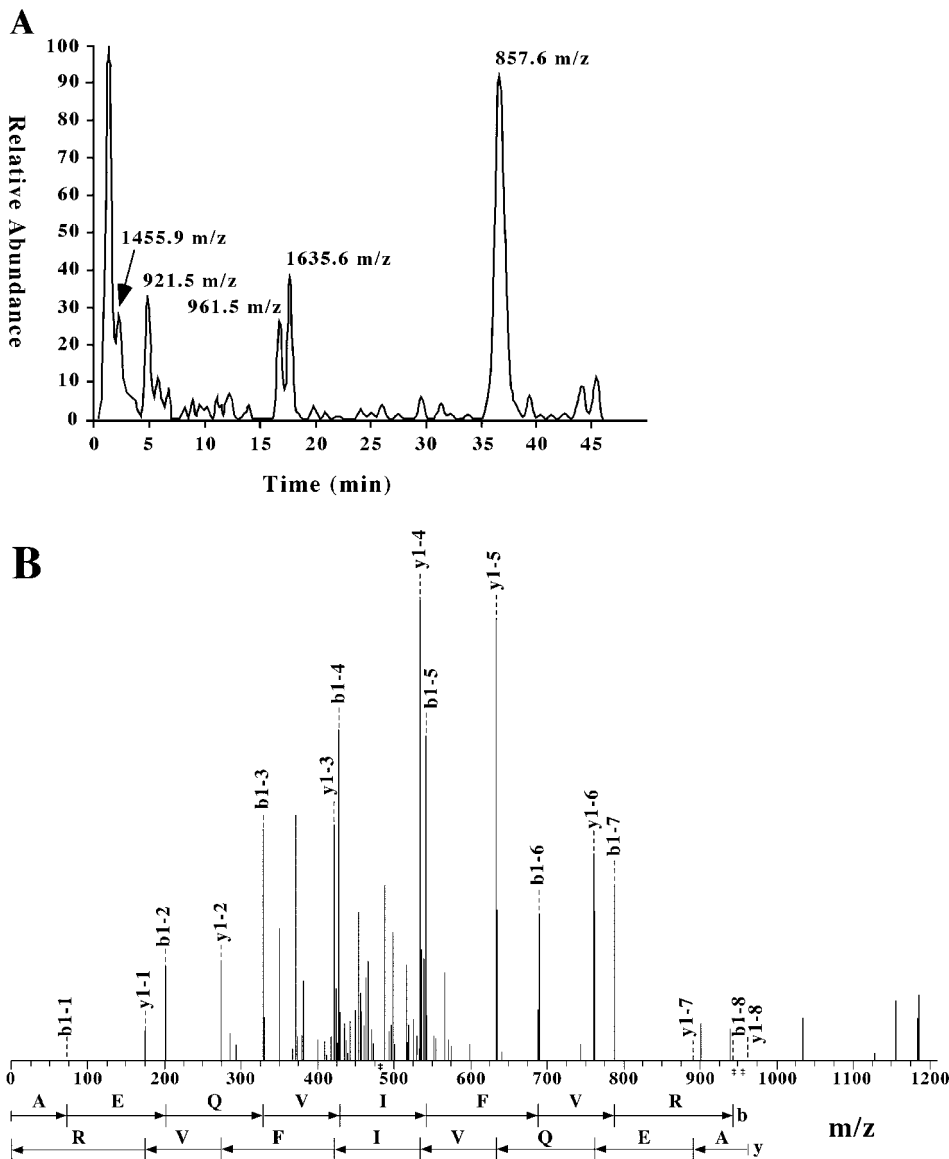 A
Relative Abundance
100
90
80
70
60
50
40
30
20
10
0
1455.9 m/z
921.5 m/z
961.5 m/z
1635.6 m/z
857.6 m/z
0 5 10 15 20 25 30 35 40 45
Time (min)
B
b1-1
y1-1
b1-2
y1-2
b1-3
y1-3
b1-4
y1-4
b1-5
y1-5
b1-6
y1-6
b1-7
y1-7
b1-8
y1-8
0 100 200 300 400 500 600 700 800 900 1000 1100 1200
‡ ‡ ‡
A E Q V I F V R b
R V F I V Q E A y
m/z